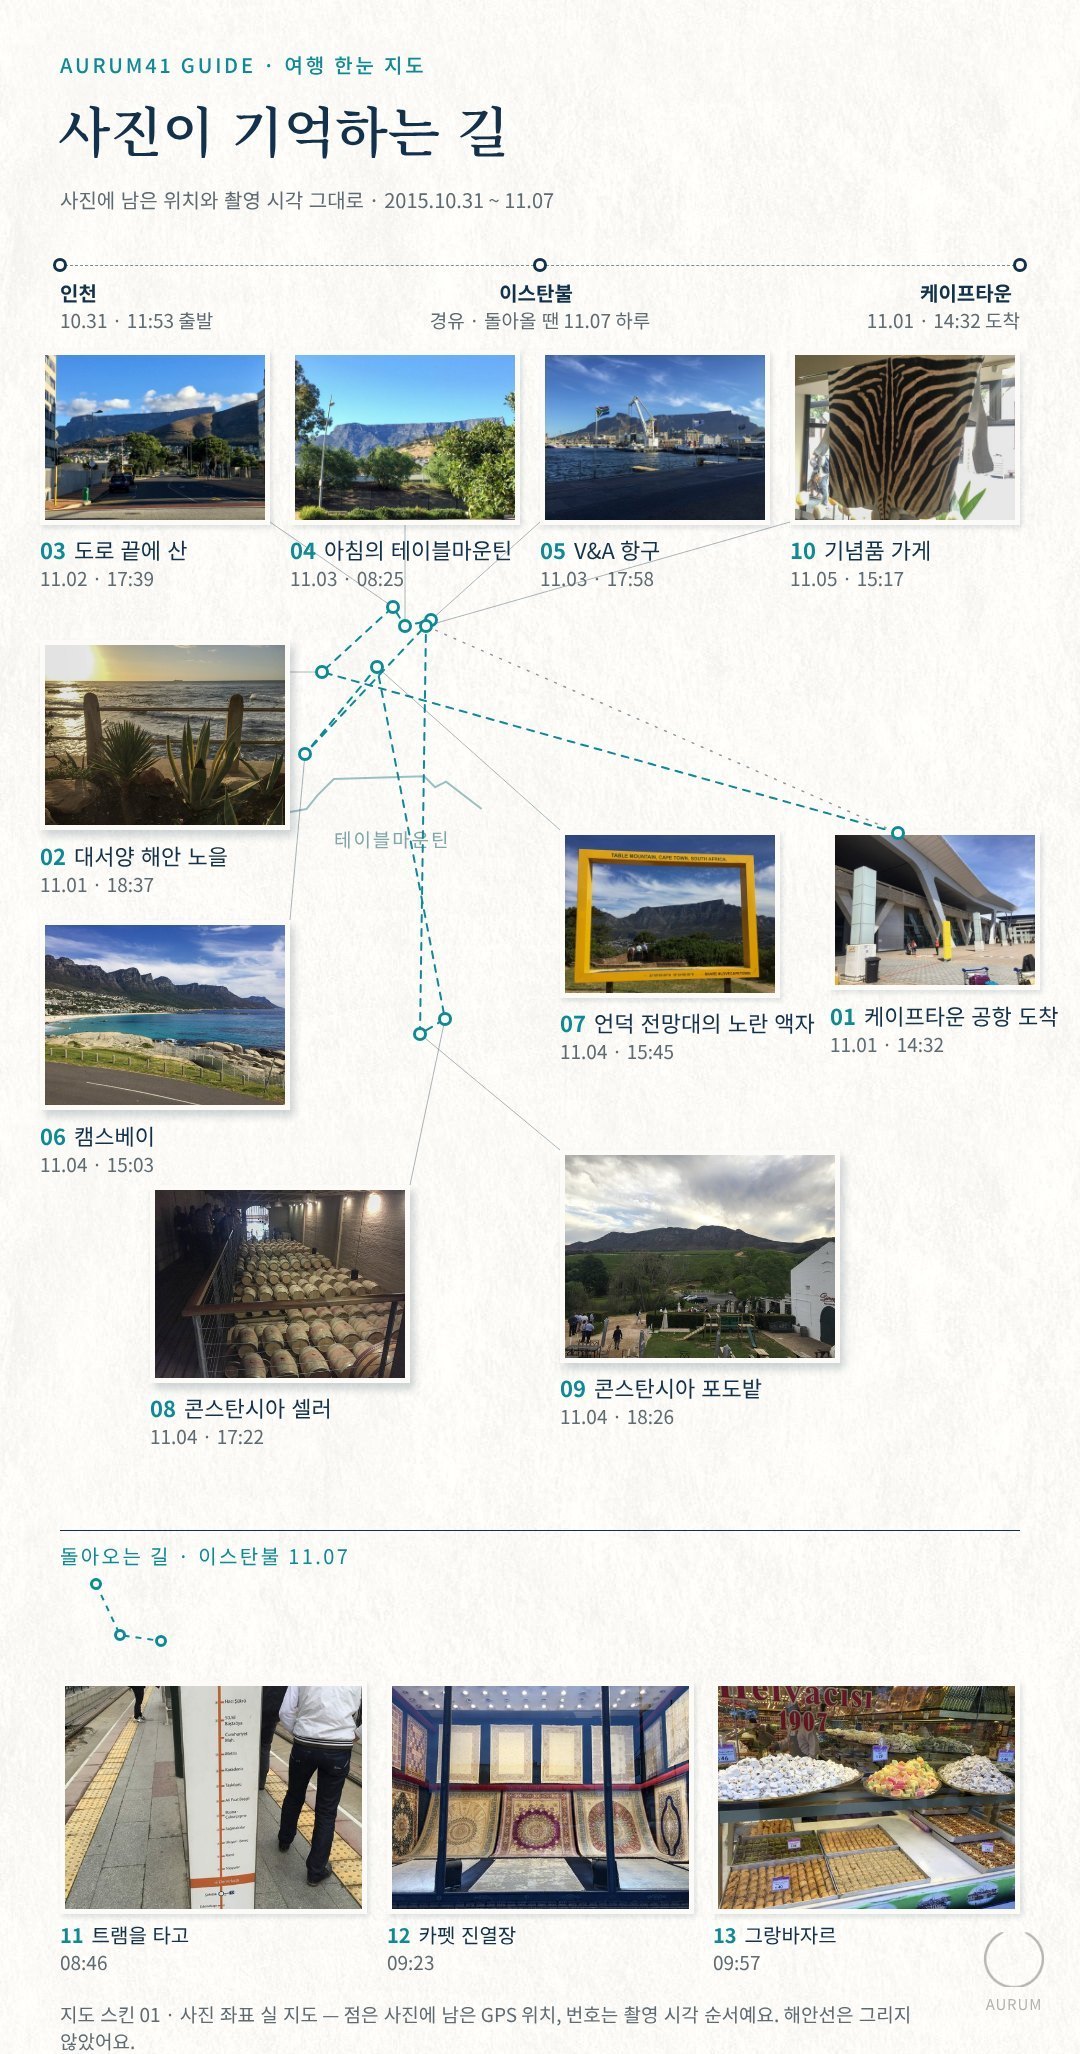 AURUM41 GUIDE · 여행 한눈 지도
사진이 기억하는 길
사진에 남은 위치와 촬영 시각 그대로 · 2015.10.31 ~ 11.07
인천
10.31 · 11:53 출발
이스탄불
경유 · 돌아올 땐 11.07 하루
케이프타운
11.01 · 14:32 도착
03 도로 끝에 산
11.02 · 17:39
04 아침의 테이블마운틴
11.03 · 08:25
05 V&A 항구
11.03 · 17:58
10 기념품 가게
11.05 · 15:17
02 대서양 해안 노을
11.01 · 18:37
테이블마운틴
TABLE MOUNTAIN, CAPE TOWN, SOUTH AFRICA.
07 언덕 전망대의 노란 액자
11.04 · 15:45
01 케이프타운 공항 도착
11.01 · 14:32
06 캠스베이
11.04 · 15:03
08 콘스탄시아 셀러
11.04 · 17:22
09 콘스탄시아 포도밭
11.04 · 18:26
돌아오는 길 · 이스탄불 11.07
Helvacısı
1907
11 트램을 타고
08:46
12 카펫 진열장
09:23
13 그랑바자르
09:57
AURUM
지도 스킨 01 · 사진 좌표 실 지도 — 점은 사진에 남은 GPS 위치, 번호는 촬영 시각 순서예요. 해안선은 그리지
않았어요.